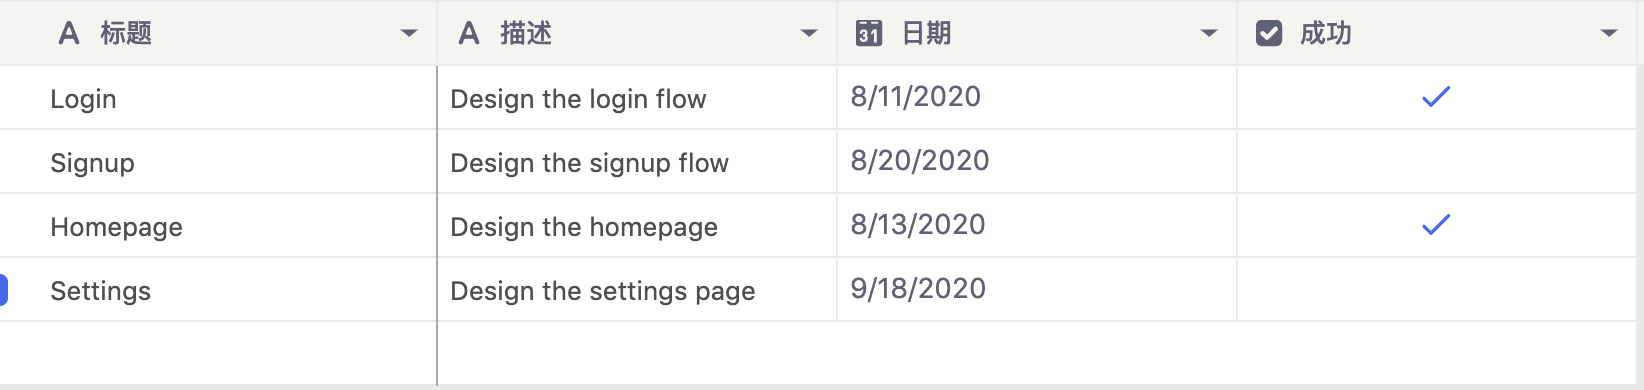 标题 描述 日期 成功
Login Design the login flow 8/11/2020
Signup Design the signup flow 8/20/2020
Homepage Design the homepage 8/13/2020
Settings Design the settings page 9/18/2020